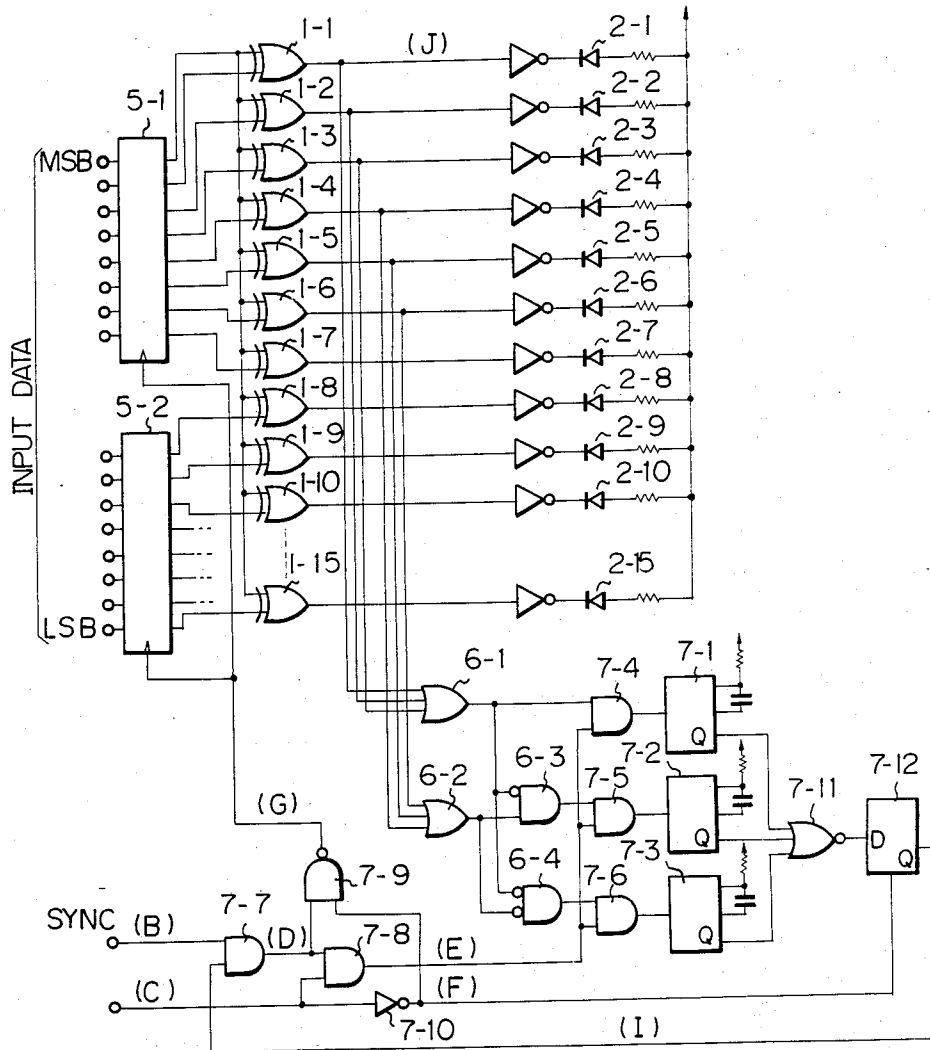 1-1
(J)
2-1
5-1
1-2
2-2
MSB
1-3
2-3
1-4
2-4
1-5
2-5
1-6
2-6
1-7
2-7
INPUT DATA
5-2
1-8
2-8
1-9
2-9
1-10
2-10
1-15
2-15
LSB
6-1
7-4
7-1
Q
6-2
6-3
7-5
7-2
7-11
7-12
(G)
Q
D
Q
6-4
7-6
7-3
7-9
SYNC
(B)
7-7
(D)
7-8
(E)
Q
(C)
(F)
7-10
(I)